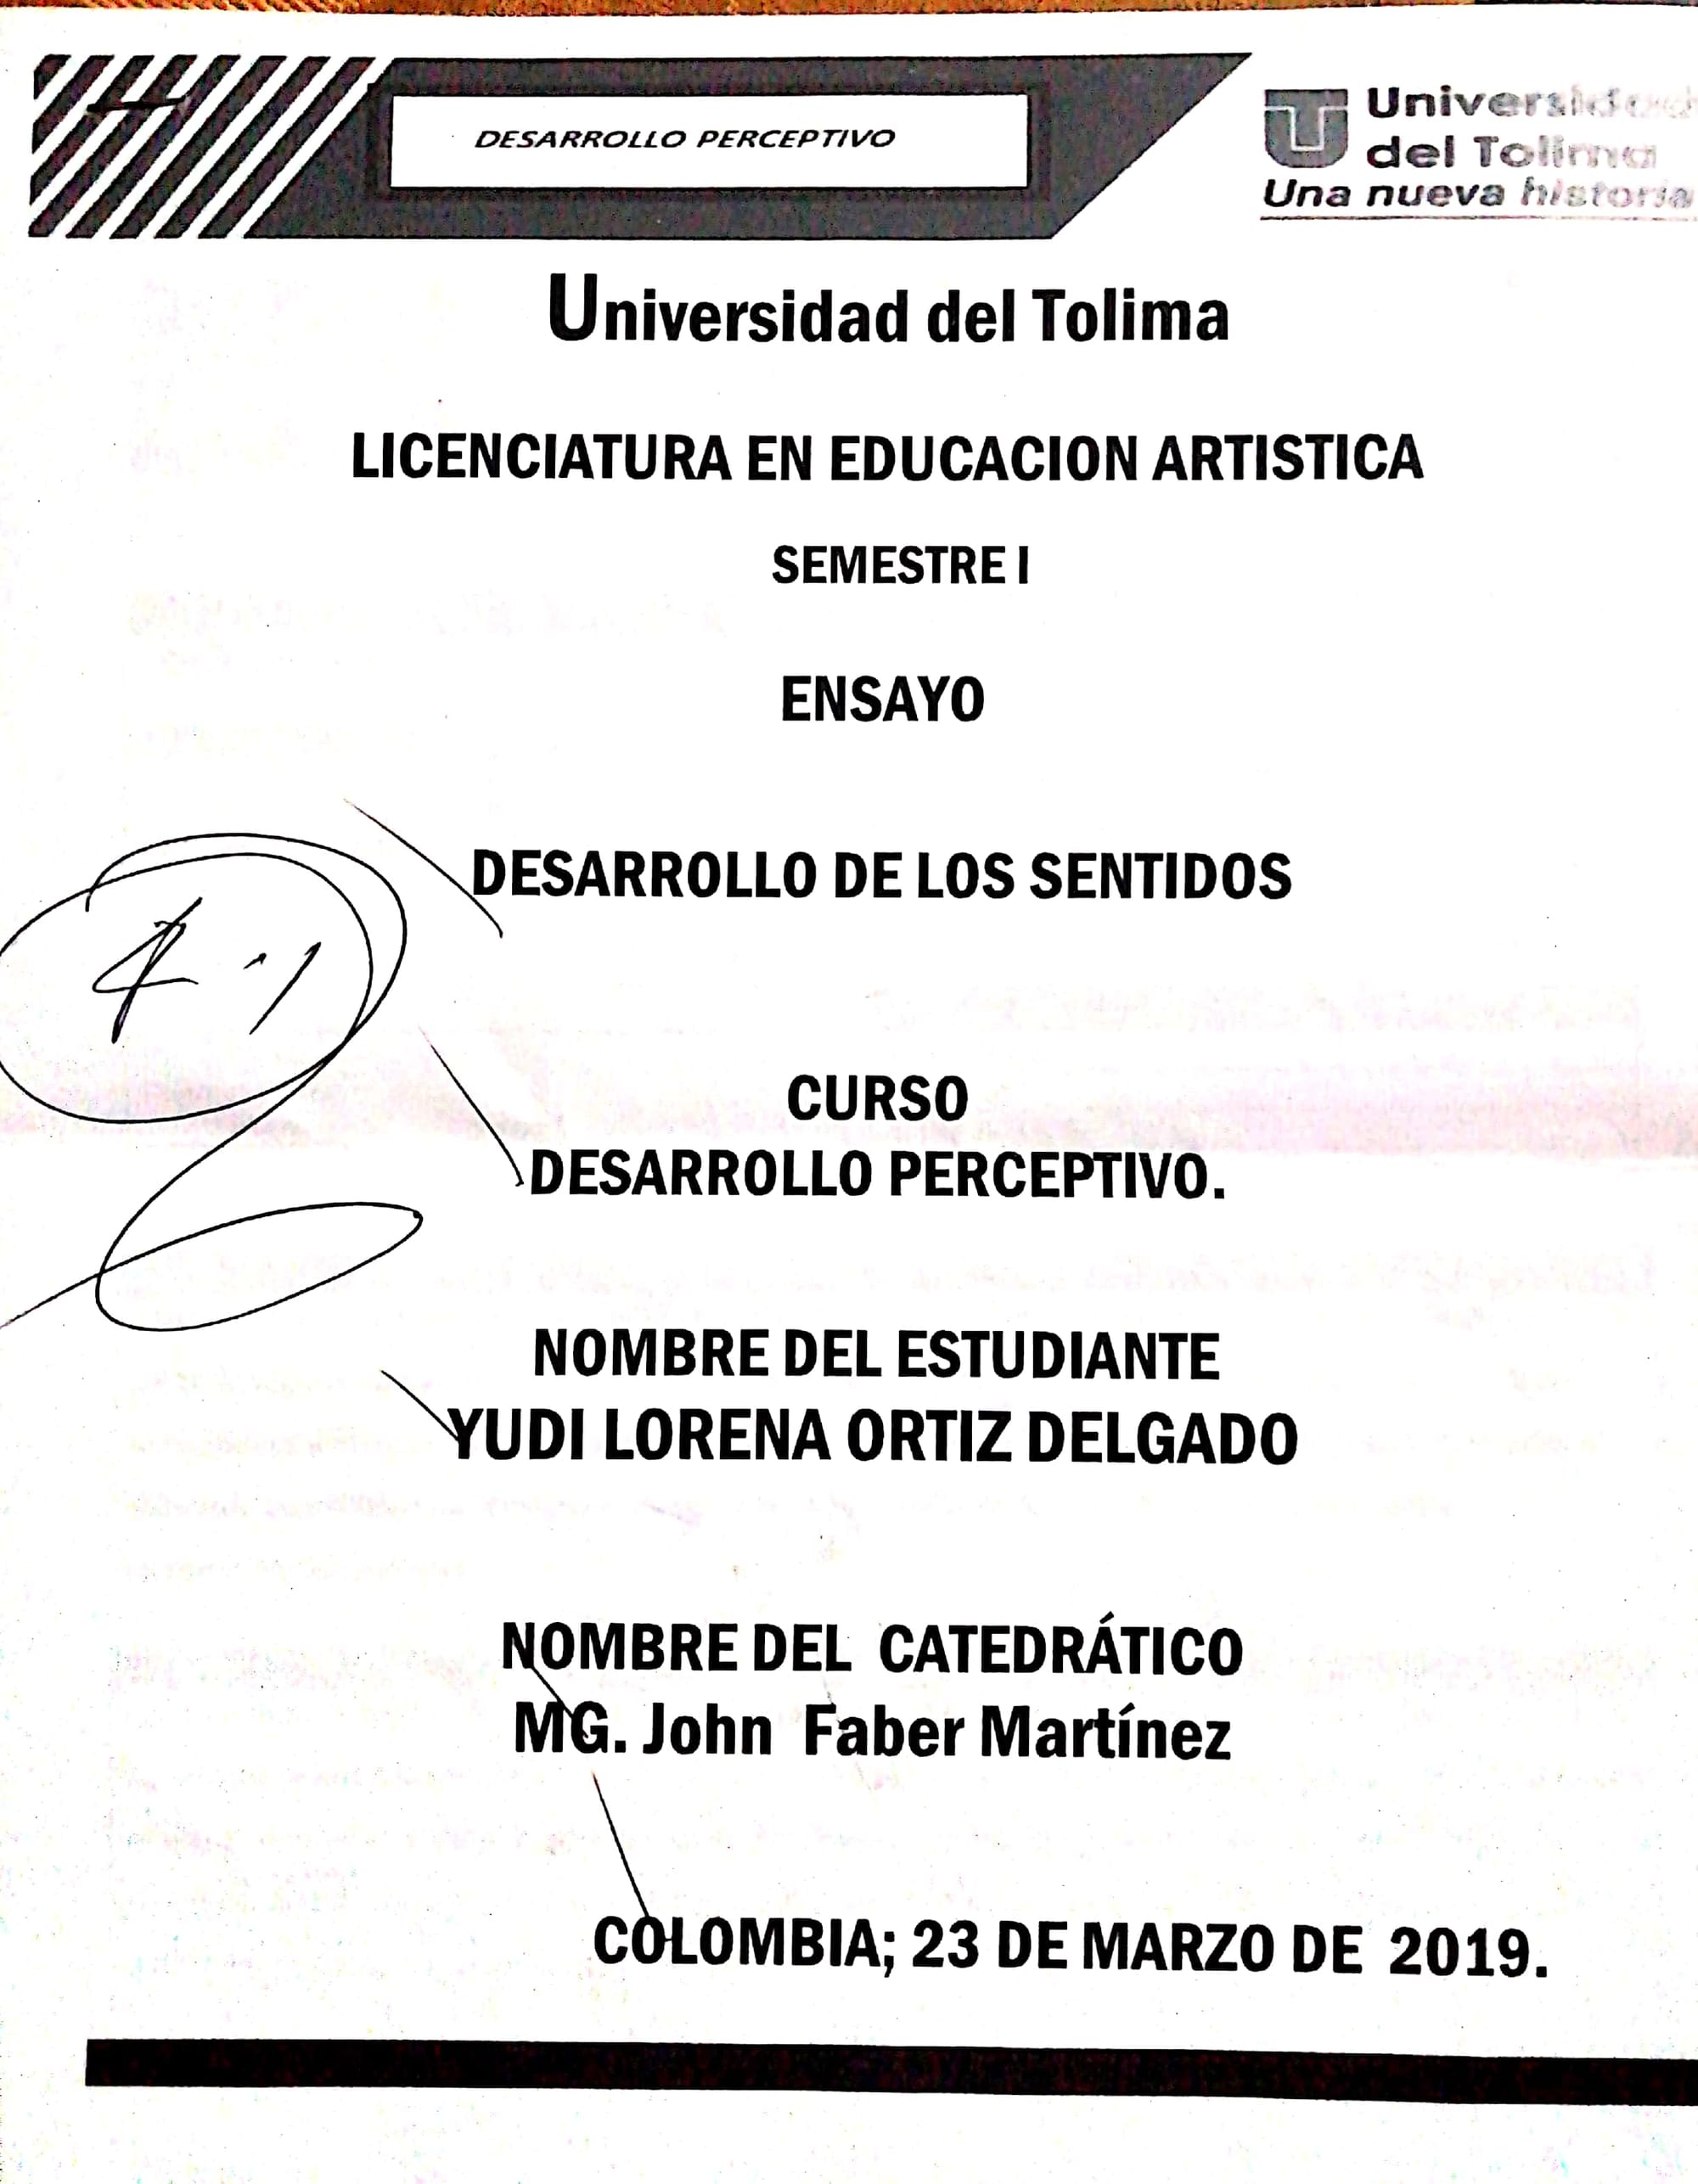 DESARROLLO PERCEPTIVO
Universidad
del Tolima
Una nueva historia
Universidad del Tolima
LICENCIATURA EN EDUCACION ARTISTICA
SEMESTRE I
ENSAYO
DESARROLLO DE LOS SENTIDOS
4.1
CURSO
DESARROLLO PERCEPTIVO.
NOMBRE DEL ESTUDIANTE
YUDI LORENA ORTIZ DELGADO
NOMBRE DEL CATEDRÁTICO
MG. John Faber Martínez
COLOMBIA; 23 DE MARZO DE 2019.